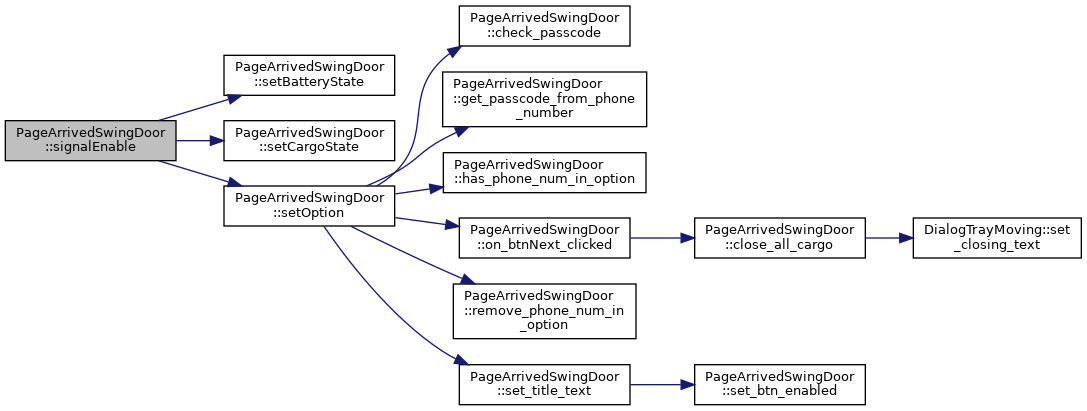 PageArrivedSwingDoor
::signalEnable
PageArrivedSwingDoor
::setBatteryState
PageArrivedSwingDoor
::setCargoState
PageArrivedSwingDoor
::setOption
PageArrivedSwingDoor
::check_passcode
PageArrivedSwingDoor
::get_passcode_from_phone
_number
PageArrivedSwingDoor
::has_phone_num_in_option
PageArrivedSwingDoor
::on_btnNext_clicked
PageArrivedSwingDoor
::close_all_cargo
DialogTrayMoving::set
_closing_text
PageArrivedSwingDoor
::remove_phone_num_in
_option
PageArrivedSwingDoor
::set_title_text
PageArrivedSwingDoor
::set_btn_enabled